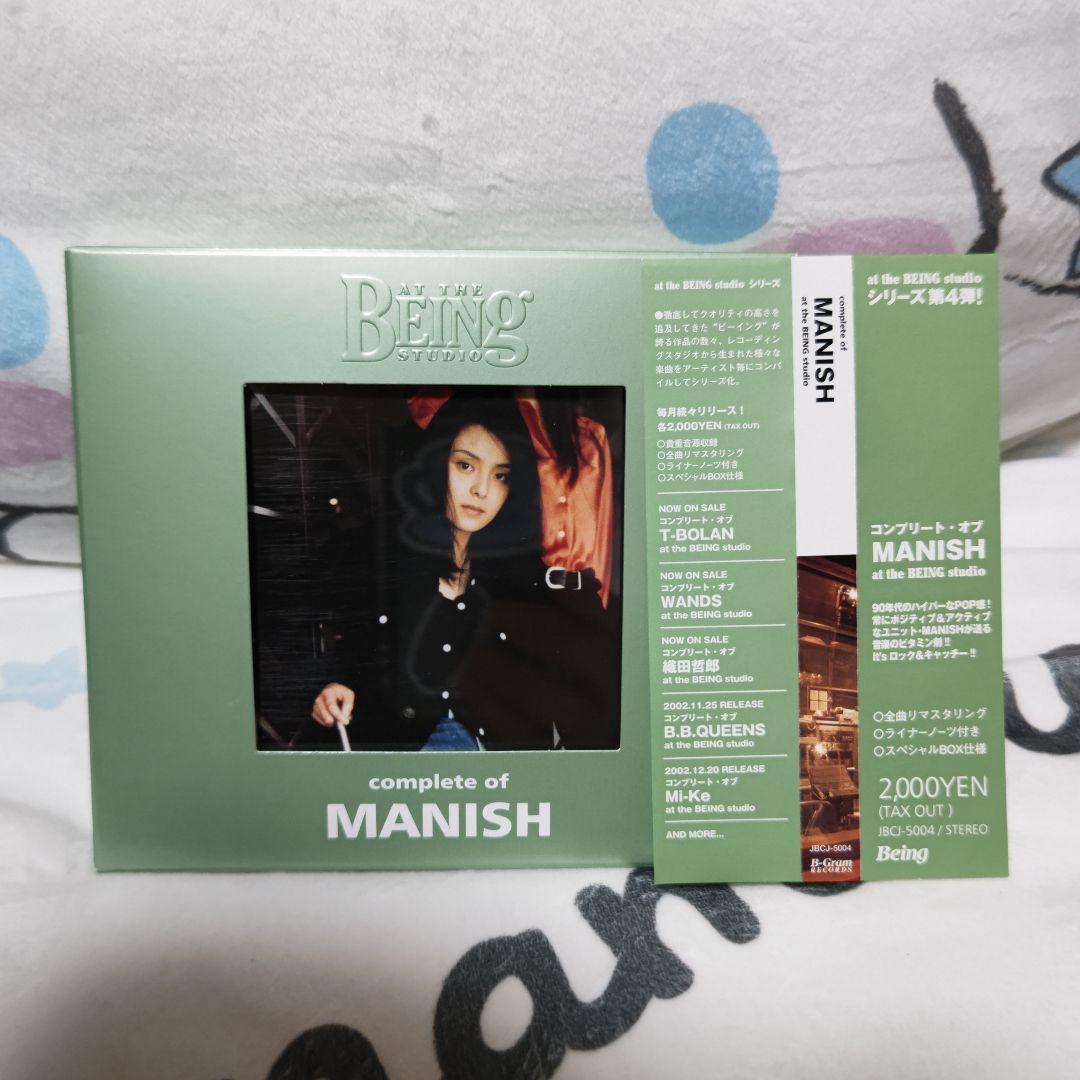 AT THE
BEING
STUDIO
complete of
MANISH
at the BEING studio シリーズ
●徹底してクオリティの高さを
追及してきた“ビーイング”が
誇る作品の数々、レコーディン
グスタジオから生まれた様々な
楽曲をアーティスト毎にコンパ
イルしてシリーズ化。
毎月続々リリース!
各2,000YEN (TAX OUT)
○貴重音源収録
○全曲リマスタリング
○ライナーノーツ付き
○スペシャルBOX仕様
NOW ON SALE
コンプリート・オブ
T-BOLAN
at the BEING studio
NOW ON SALE
コンプリート・オブ
WANDS
at the BEING studio
NOW ON SALE
コンプリート・オブ
織田哲郎
at the BEING studio
2002.11.25 RELEASE
コンプリート・オブ
B.B.QUEENS
at the BEING studio
2002.12.20 RELEASE
コンプリート・オブ
Mi-Ke
at the BEING studio
AND MORE...
complete of
MANISH
at the BEING studio
JBCJ-5004
B-Gram
RECORDS
at the BEING studio
シリーズ第4弾!
コンプリート・オブ
MANISH
at the BEING studio
90年代のハイパーなPOP感!
常にポジティブ&アクティブ
なユニット・MANISHが送る
音楽のビタミン剤!!
It's ロック&キャッチー!!
○全曲リマスタリング
○ライナーノーツ付き
○スペシャルBOX仕様
2,000YEN
(TAX OUT)
JBCJ-5004 / STEREO
Being